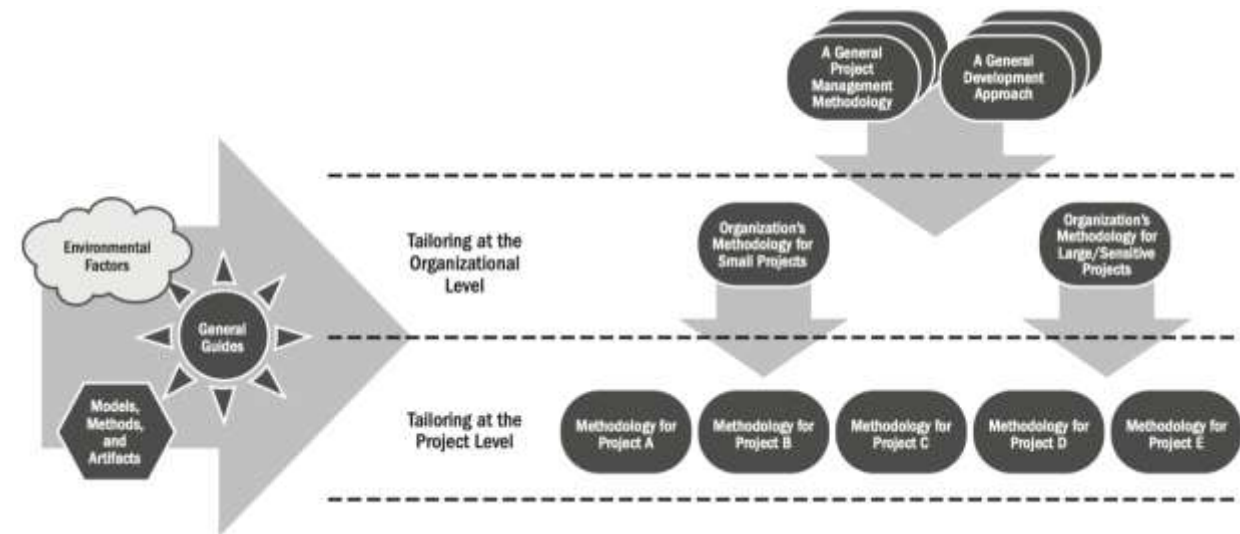 A General
Project
Management
Methodology
A General
Development
Approach
Environmental
Factors
General
Guides
Models,
Methods,
and
Artifacts
Tailoring at the
Organizational
Level
Organization's
Methodology for
Small Projects
Organization's
Methodology for
Large/Sensitive
Projects
Tailoring at the
Project Level
Methodology for
Project A
Methodology for
Project B
Methodology for
Project C
Methodology for
Project D
Methodology for
Project E